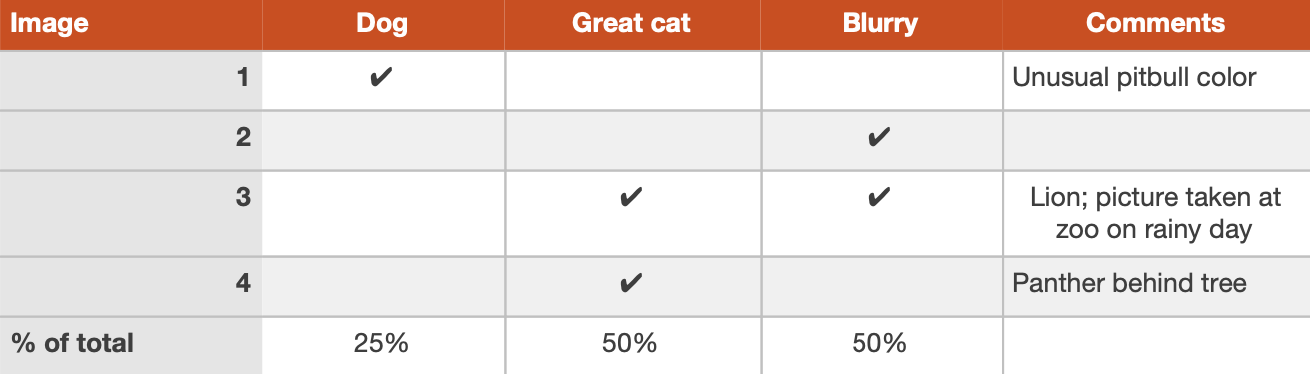 Image Dog Great cat Blurry Comments
1 ✔ Unusual pitbull color
2 ✔
3 ✔ ✔ Lion; picture taken at
zoo on rainy day
4 ✔ Panther behind tree
% of total 25% 50% 50%